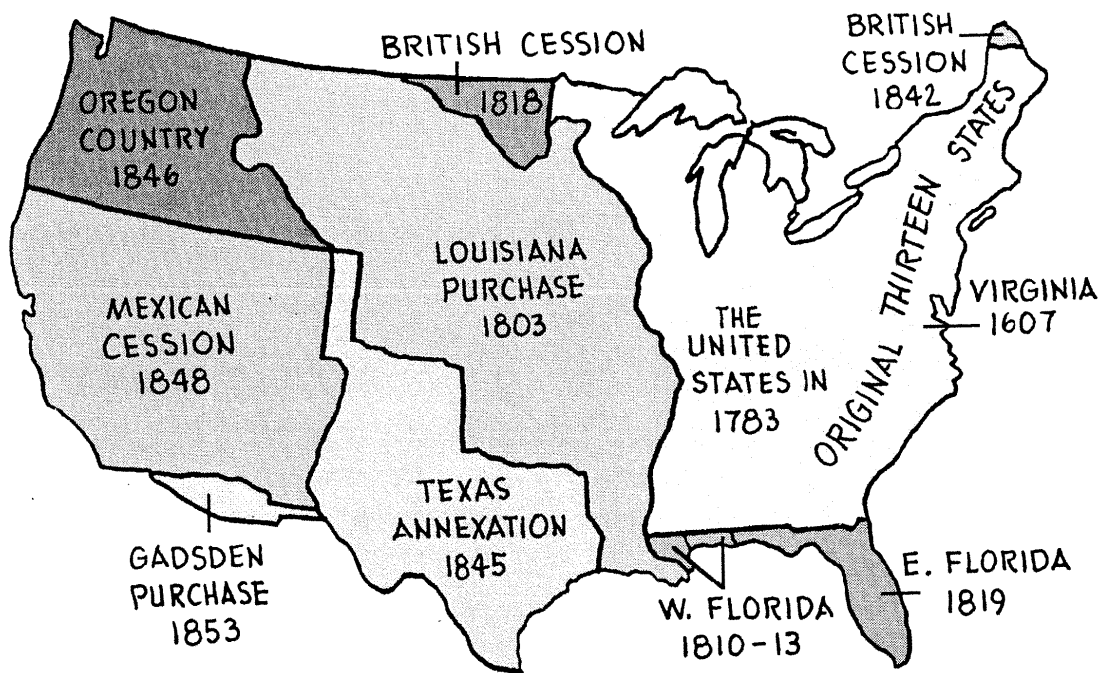 BRITISH CESSION
1818
BRITISH
CESSION
1842
OREGON
COUNTRY
1846
ORIGINAL THIRTEEN STATES
LOUISIANA
PURCHASE
1803
MEXICAN
CESSION
1848
THE
UNITED
STATES IN
1783
VIRGINIA
1607
TEXAS
ANNEXATION
1845
GADSDEN
PURCHASE
1853
W. FLORIDA
1810-13
E. FLORIDA
1819